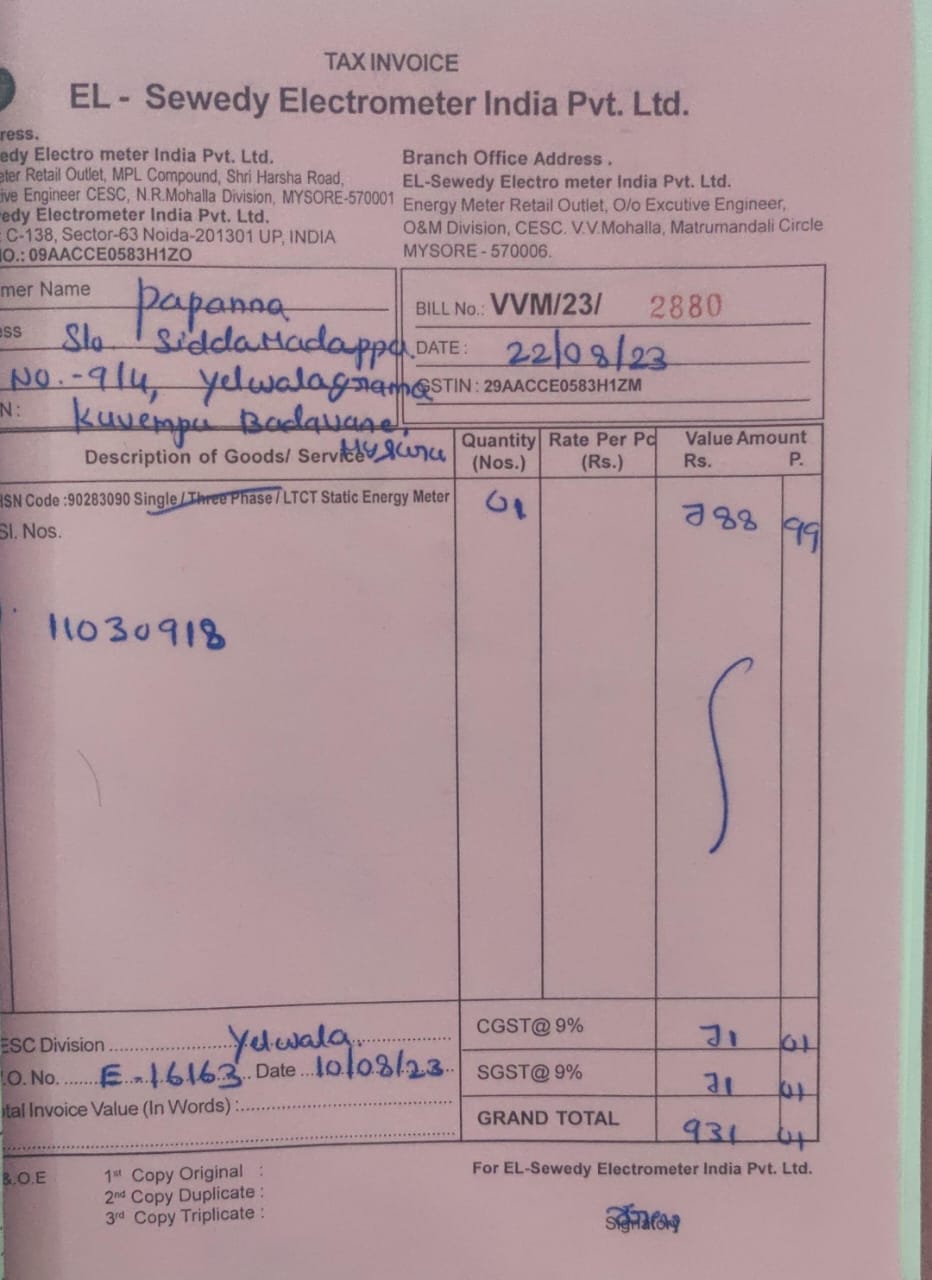 TAX INVOICE
EL - Sewedy Electrometer India Pvt. Ltd.
ress.
edy Electro meter India Pvt. Ltd.
eter Retail Outlet, MPL Compound, Shri Harsha Road,
ive Engineer CESC, N.R.Mohalla Division, MYSORE-570001
edy Electrometer India Pvt. Ltd.
: C-138, Sector-63 Noida-201301 UP, INDIA
O.: 09AACCE0583H1ZO
Branch Office Address .
EL-Sewedy Electro meter India Pvt. Ltd.
Energy Meter Retail Outlet, O/o Excutive Engineer,
O&M Division, CESC. V.V.Mohalla, Matrumandali Circle
MYSORE - 570006.
mer Name Papanna
ess S/o SiddaMadappa
No.-9/4, Yelwalagrama
N: Kuvempu Badavane,
Mysuru
BILL No.: VVM/23/ 2880
DATE : 22/08/23
GSTIN : 29AACCE0583H1ZM
Description of Goods/ Service Quantity (Nos.) Rate Per Pc (Rs.) Value Amount Rs. P.
HSN Code :90283090 Single / Three Phase / LTCT Static Energy Meter 01 788 99
Sl. Nos.
11030918
ESC Division Yelwala CGST@ 9% 71 01
.O. No. E-16163 Date 10/08/23 SGST@ 9% 71 01
tal Invoice Value (In Words) : GRAND TOTAL 931 01
&.O.E
1st Copy Original :
2nd Copy Duplicate :
3rd Copy Triplicate :
For EL-Sewedy Electrometer India Pvt. Ltd.
Signatory